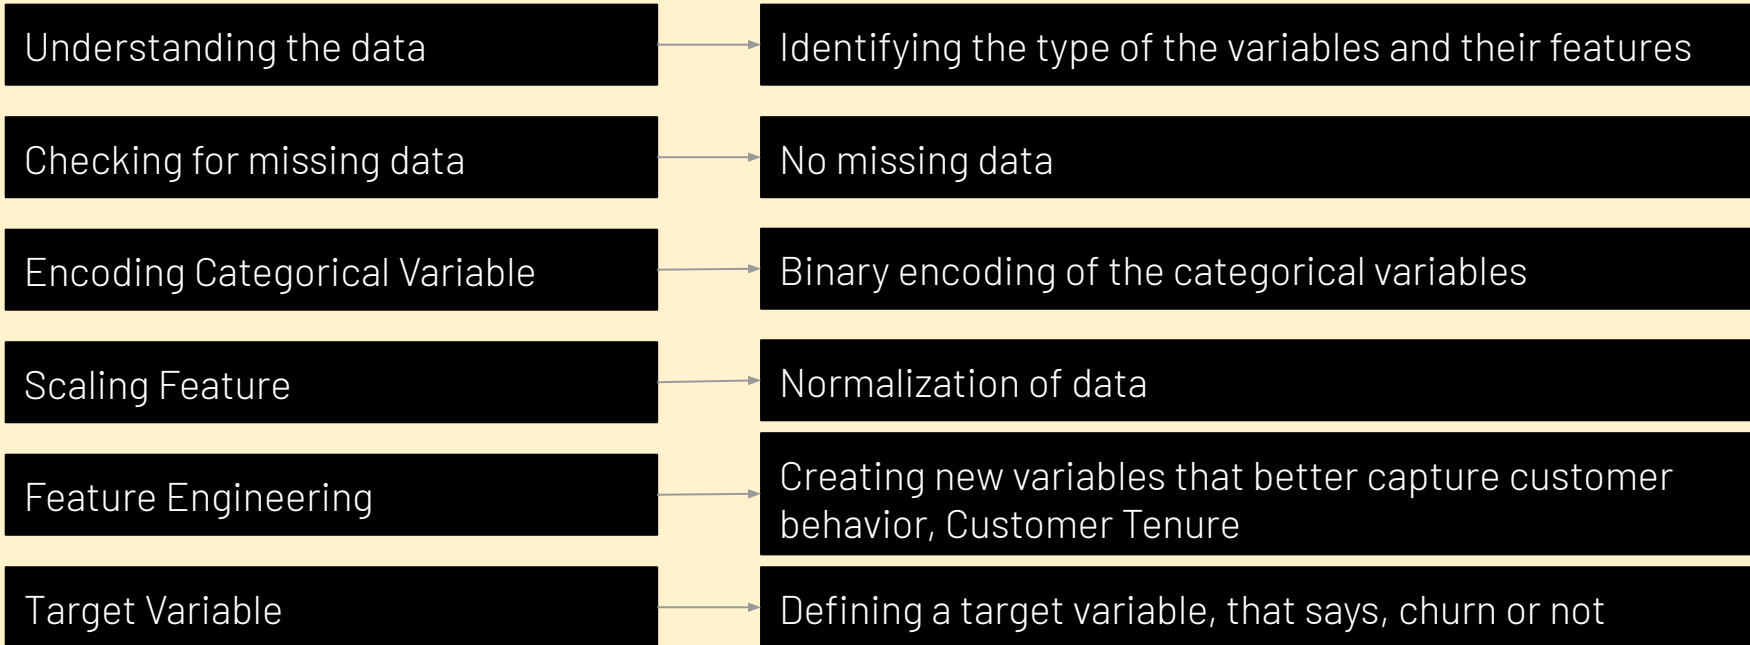 Understanding the data
Identifying the type of the variables and their features
Checking for missing data
No missing data
Encoding Categorical Variable
Binary encoding of the categorical variables
Scaling Feature
Normalization of data
Feature Engineering
Creating new variables that better capture customer
behavior, Customer Tenure
Target Variable
Defining a target variable, that says, churn or not